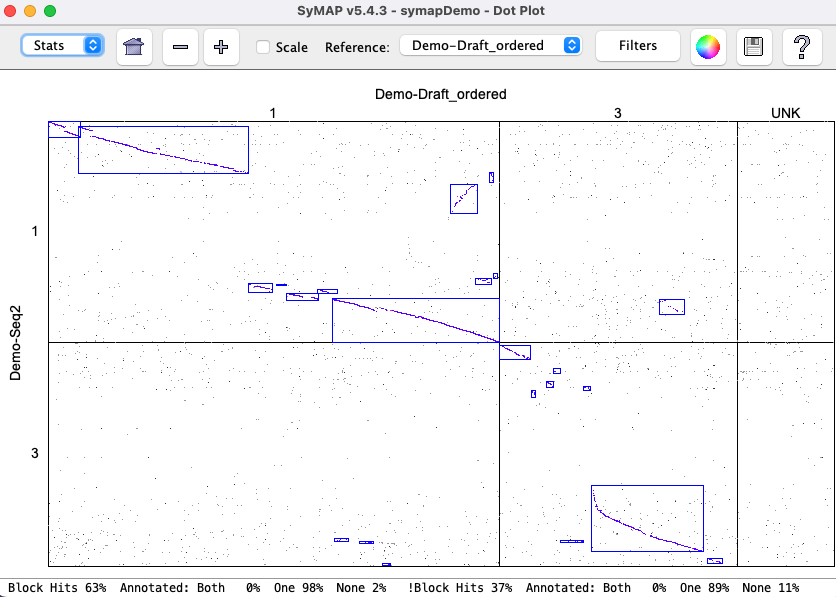 SyMAP v5.4.3 - symapDemo - Dot Plot
Stats Scale Reference: Demo-Draft_ordered Filters ?
Demo-Draft_ordered
1 3 UNK
1
Demo-Seq2
3
Block Hits 63% Annotated: Both 0% One 98% None 2% !Block Hits 37% Annotated: Both 0% One 89% None 11%